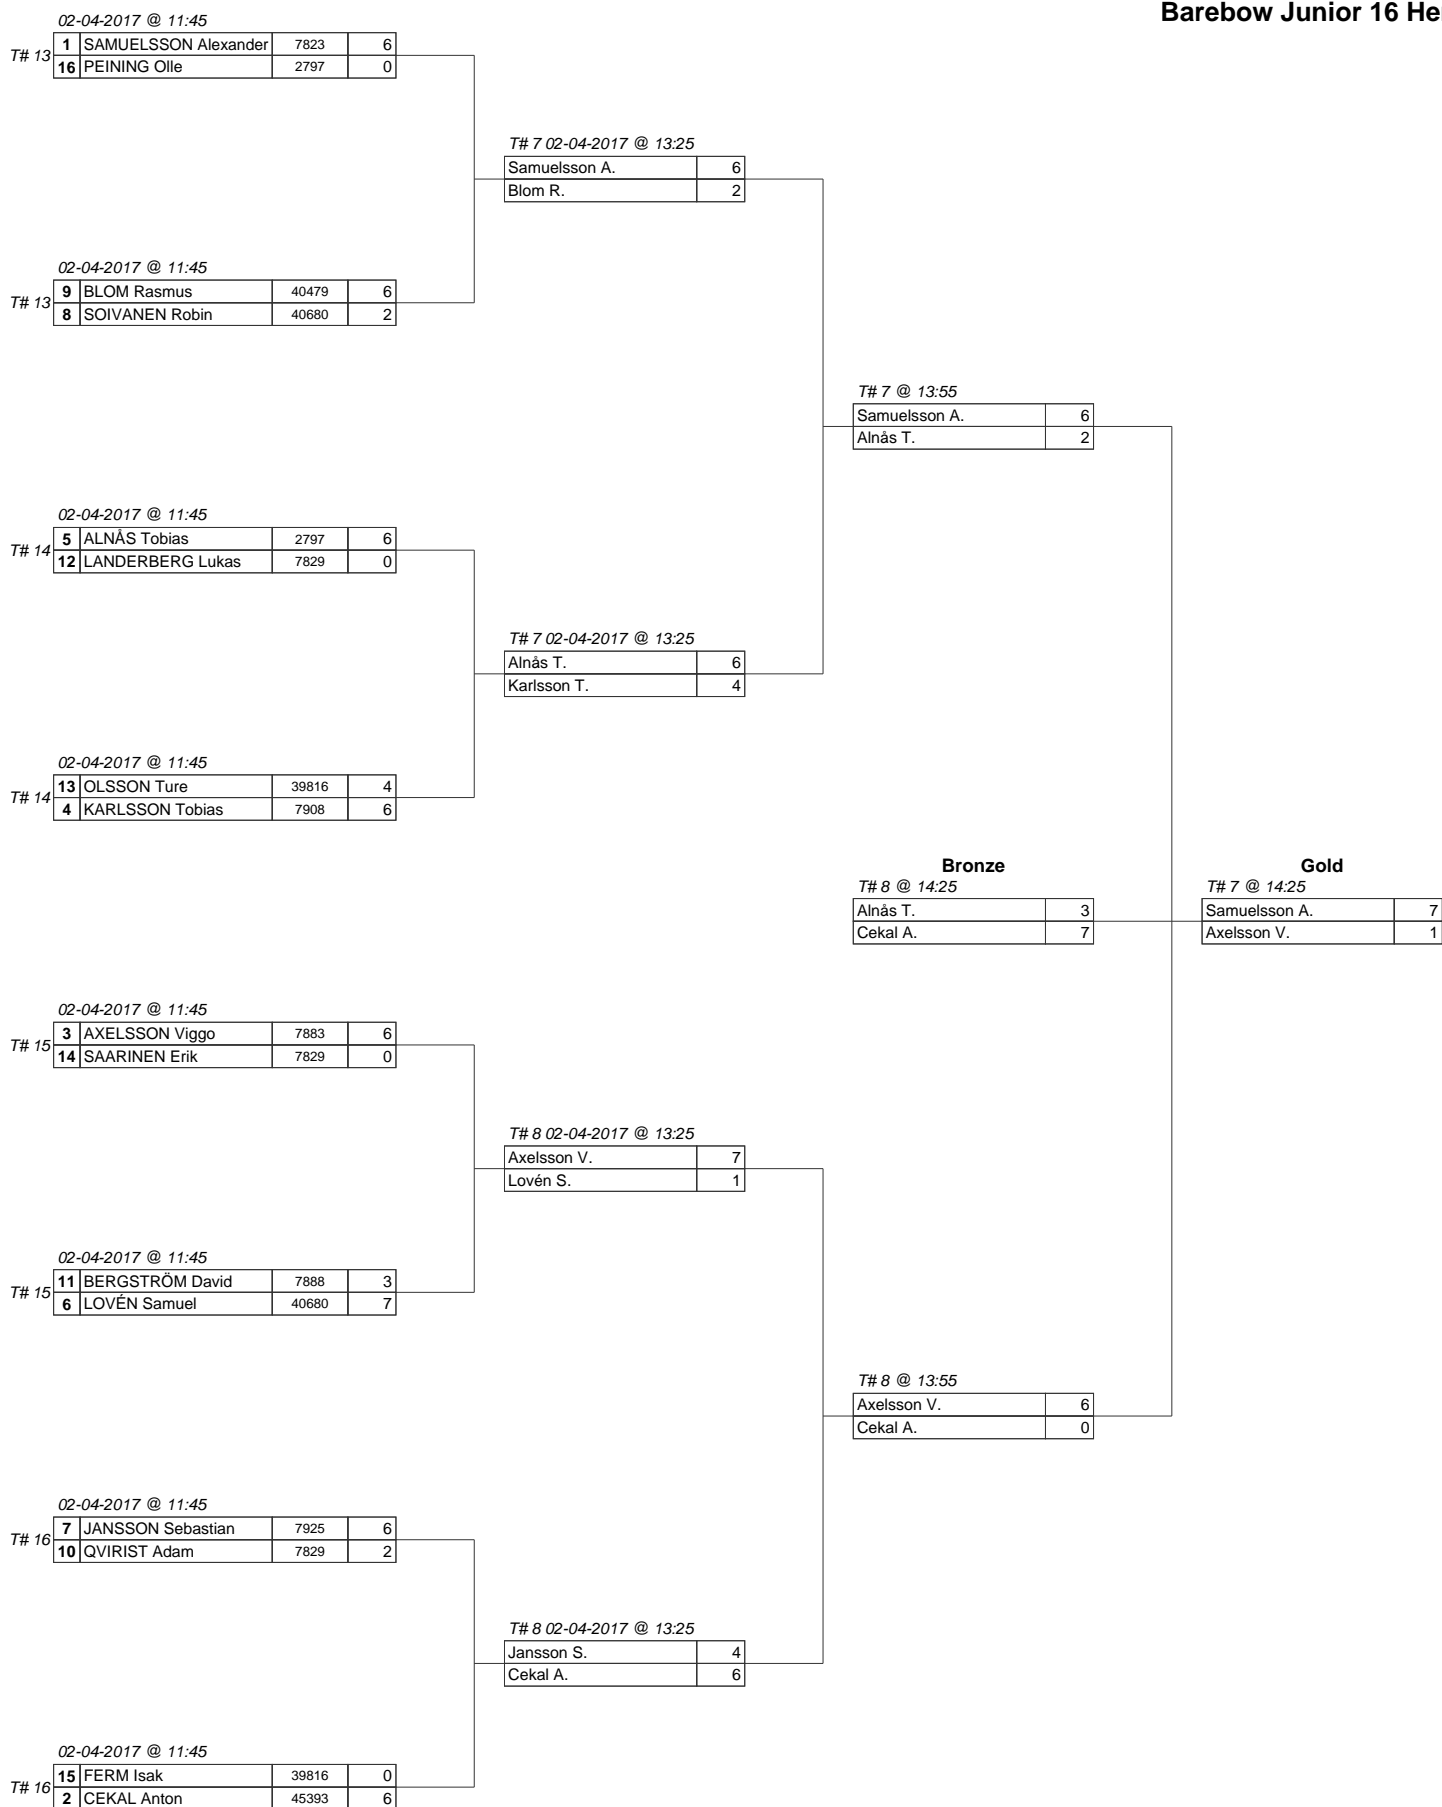 Barebow Junior 16 He
02-04-2017 @ 11:45
T# 13
1 SAMUELSSON Alexander 7823 6
16 PEINING Olle 2797 0
T# 7 02-04-2017 @ 13:25
Samuelsson A. 6
Blom R. 2
02-04-2017 @ 11:45
T# 13
9 BLOM Rasmus 40479 6
8 SOIVANEN Robin 40680 2
T# 7 @ 13:55
Samuelsson A. 6
Alnås T. 2
02-04-2017 @ 11:45
T# 14
5 ALNÅS Tobias 2797 6
12 LANDERBERG Lukas 7829 0
T# 7 02-04-2017 @ 13:25
Alnås T. 6
Karlsson T. 4
02-04-2017 @ 11:45
T# 14
13 OLSSON Ture 39816 4
4 KARLSSON Tobias 7908 6
Bronze
T# 8 @ 14:25
Alnås T. 3
Cekal A. 7
Gold
T# 7 @ 14:25
Samuelsson A. 7
Axelsson V. 1
02-04-2017 @ 11:45
T# 15
3 AXELSSON Viggo 7883 6
14 SAARINEN Erik 7829 0
T# 8 02-04-2017 @ 13:25
Axelsson V. 7
Lovén S. 1
02-04-2017 @ 11:45
T# 15
11 BERGSTRÖM David 7888 3
6 LOVÉN Samuel 40680 7
T# 8 @ 13:55
Axelsson V. 6
Cekal A. 0
02-04-2017 @ 11:45
T# 16
7 JANSSON Sebastian 7925 6
10 QVIRIST Adam 7829 2
T# 8 02-04-2017 @ 13:25
Jansson S. 4
Cekal A. 6
02-04-2017 @ 11:45
T# 16
15 FERM Isak 39816 0
2 CEKAL Anton 45393 6